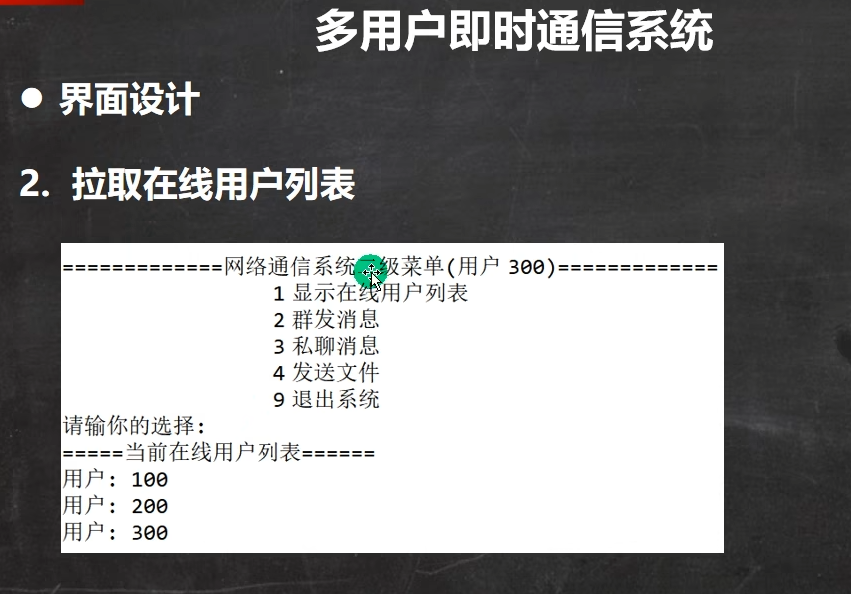 多用户即时通信系统
● 界面设计
2. 拉取在线用户列表
=============网络通信系统二级菜单(用户 300)=============
1 显示在线用户列表
2 群发消息
3 私聊消息
4 发送文件
9 退出系统
请输你的选择:
=====当前在线用户列表======
用户: 100
用户: 200
用户: 300